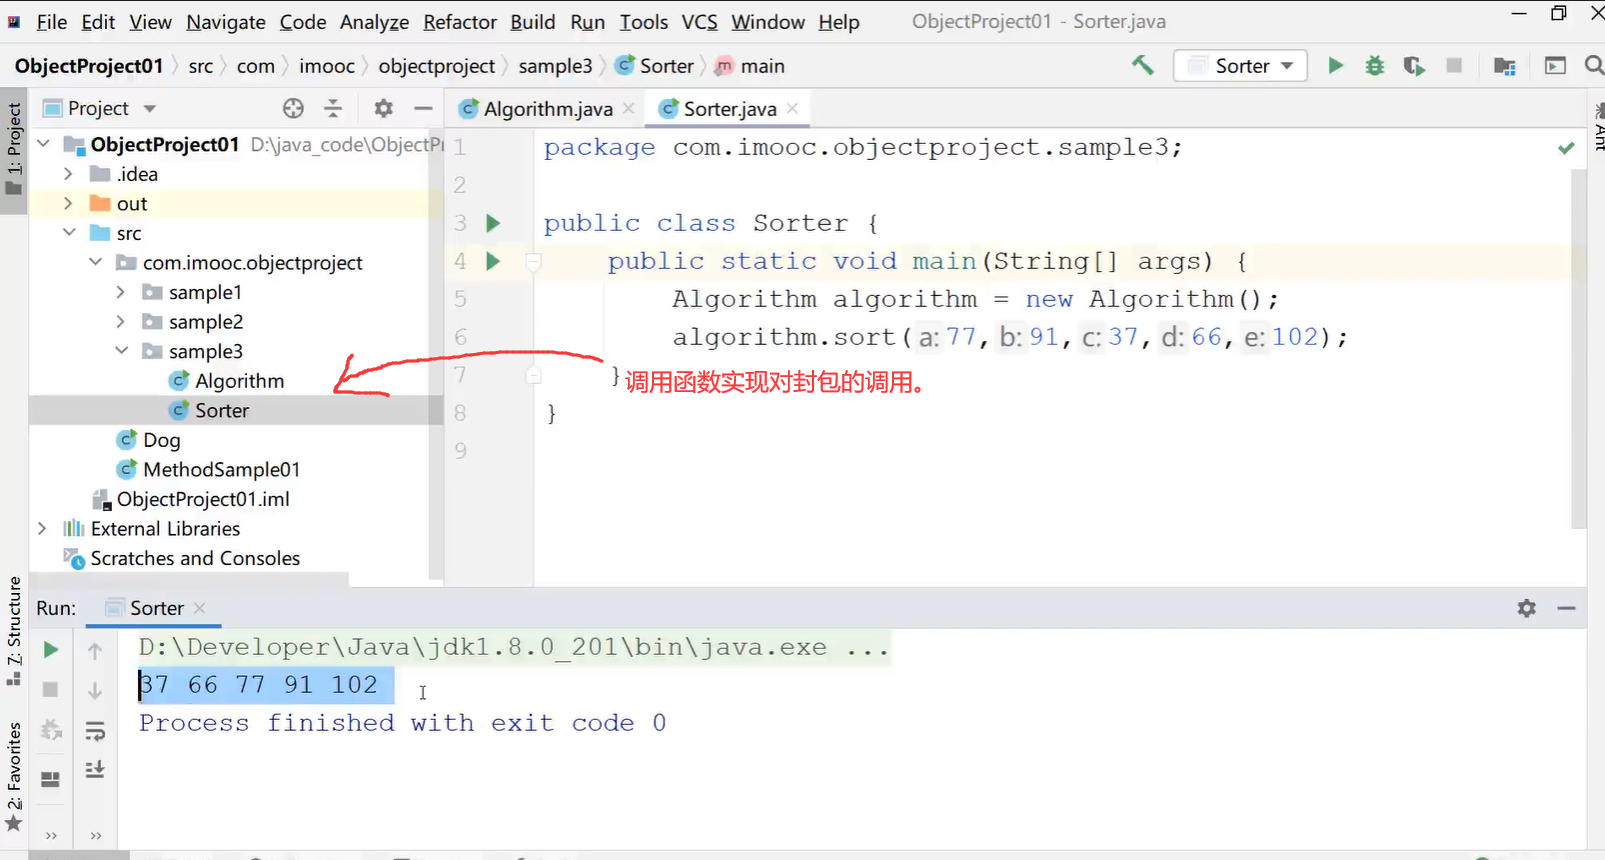 File Edit View Navigate Code Analyze Refactor Build Run Tools VCS Window Help ObjectProject01 - Sorter.java
ObjectProject01 src com imooc objectproject sample3 Sorter main Sorter
1: Project
Project
Algorithm.java Sorter.java
Ant
ObjectProject01 D:\java_code\ObjectPr
.idea
out
src
com.imooc.objectproject
sample1
sample2
sample3
Algorithm
Sorter
Dog
MethodSample01
ObjectProject01.iml
External Libraries
Scratches and Consoles
1 package com.imooc.objectproject.sample3;
2
3 public class Sorter {
4 public static void main(String[] args) {
5 Algorithm algorithm = new Algorithm();
6 algorithm.sort( a: 77, b: 91, c: 37, d: 66, e: 102);
7 }
调用函数实现对封包的调用。
8 }
9
7: Structure
2: Favorites
Run: Sorter
D:\Developer\Java\jdk1.8.0_201\bin\java.exe ...
37 66 77 91 102
Process finished with exit code 0